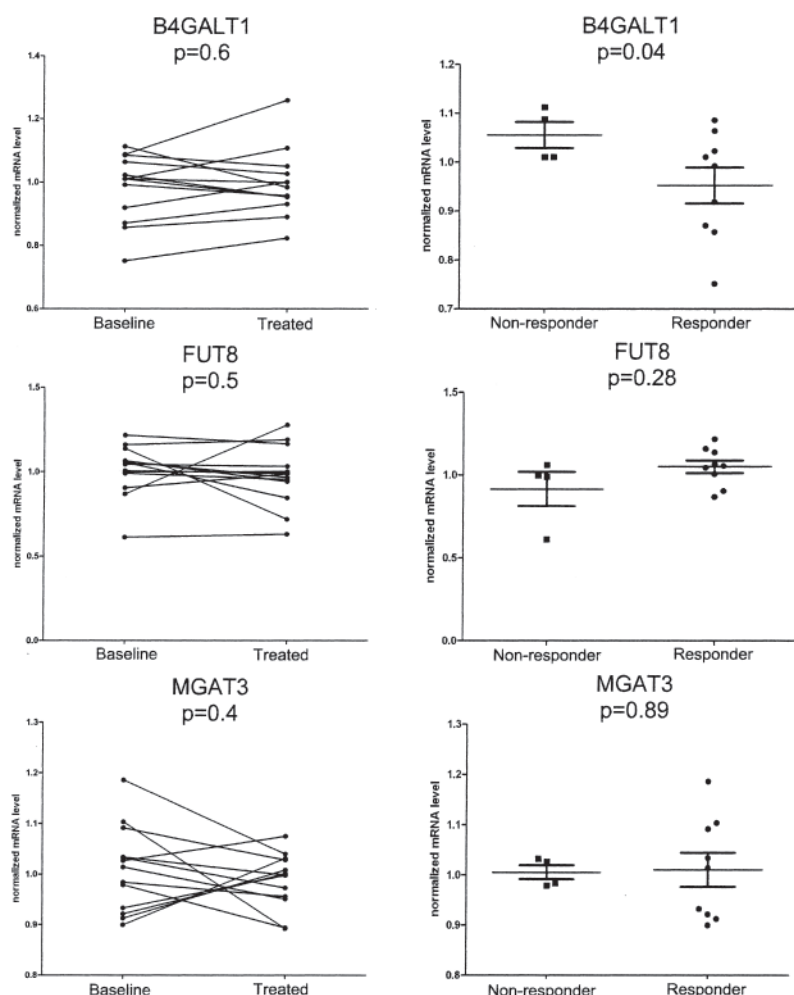 B4GALT1
p=0.6
normalized mRNA level
1.4
1.2
1.0
0.8
0.6
Baseline Treated
B4GALT1
p=0.04
normalized mRNA level
1.2
1.1
1.0
0.9
0.8
0.7
Non-responder Responder
FUT8
p=0.5
normalized mRNA level
1.5
1.0
0.5
0.0
Baseline Treated
FUT8
p=0.28
normalized mRNA level
1.5
1.0
0.5
0.0
Non-responder Responder
MGAT3
p=0.4
normalized mRNA level
1.3
1.2
1.1
1.0
0.9
0.8
Baseline Treated
MGAT3
p=0.89
normalized mRNA level
1.3
1.2
1.1
1.0
0.9
0.8
Non-responder Responder